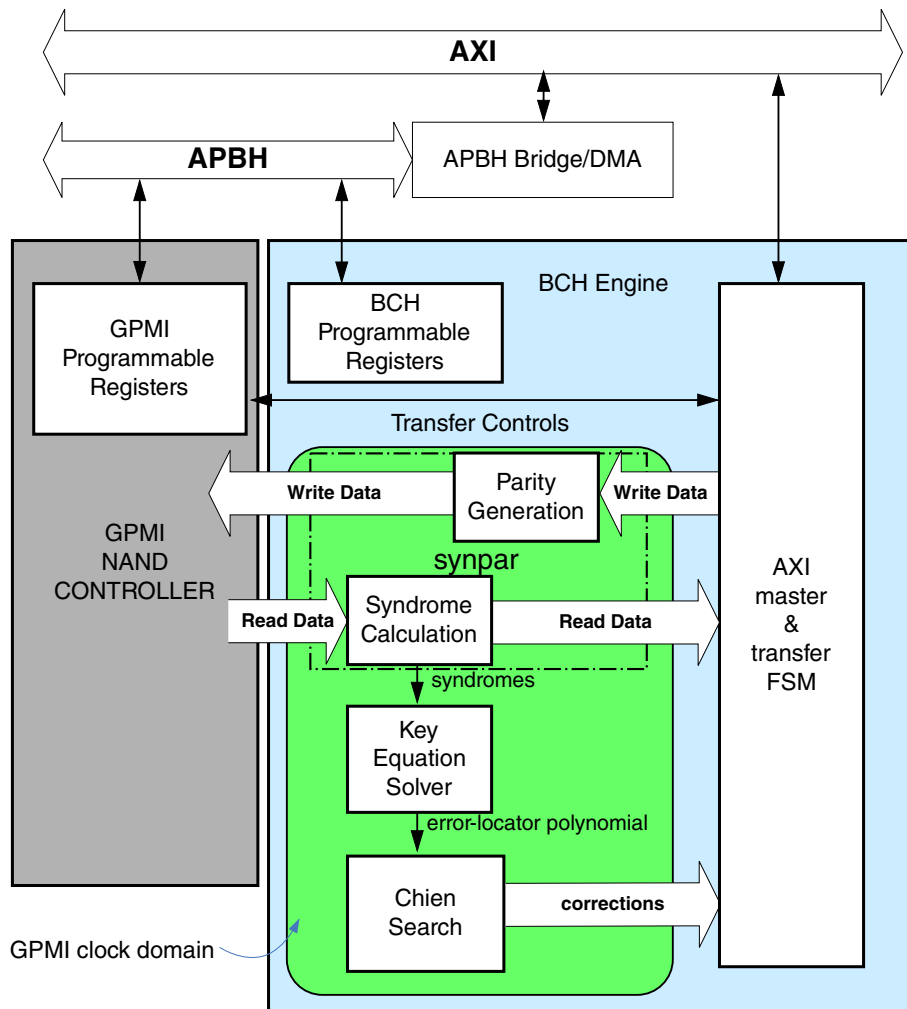 AXI
APBH
APBH Bridge/DMA
BCH Engine
GPMI
Programmable
Registers
BCH
Programmable
Registers
Transfer Controls
Write Data
Parity
Generation
Write Data
synpar
GPMI
NAND
CONTROLLER
Read Data
Syndrome
Calculation
Read Data
AXI
master
&
transfer
FSM
syndromes
Key
Equation
Solver
error-locator polynomial
Chien
Search
corrections
GPMI clock domain